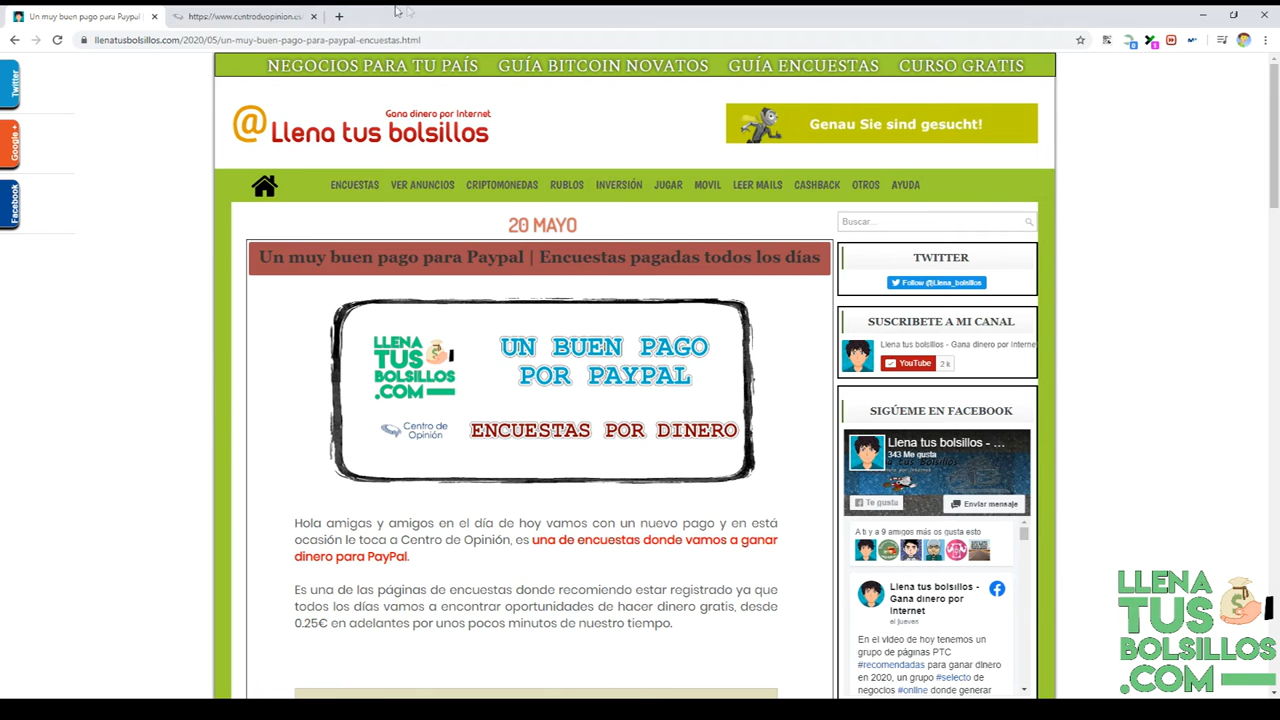 Un muy buen pago para Paypal |
https://www.centrodeopinion.es
llenatusbolsillos.com/2020/05/un-muy-buen-pago-para-paypal-encuestas.html
Twitter
Google +
Facebook
NEGOCIOS PARA TU PAÍS GUÍA BITCOIN NOVATOS GUÍA ENCUESTAS CURSO GRATIS
Gana dinero por Internet
@Llena tus bolsillos
Genau Sie sind gesucht!
ENCUESTAS VER ANUNCIOS CRIPTOMONEDAS RUBLOS INVERSIÓN JUGAR MOVIL LEER MAILS CASHBACK OTROS AYUDA
20 MAYO
Un muy buen pago para Paypal | Encuestas pagadas todos los días
LLENA
TUS
BOLSILLOS
.COM
UN BUEN PAGO
POR PAYPAL
Centro de
Opinión
ENCUESTAS POR DINERO
Hola amigas y amigos en el día de hoy vamos con un nuevo pago y en está
ocasión le toca a Centro de Opinión, es una de encuestas donde vamos a ganar
dinero para PayPal.
Es una de las páginas de encuestas donde recomiendo estar registrado ya que
todos los días vamos a encontrar oportunidades de hacer dinero gratis, desde
0.25€ en adelantes por unos pocos minutos de nuestro tiempo.
Buscar...
TWITTER
Follow @Llena_bolsillos
SUSCRIBETE A MI CANAL
Llena tus bolsillos - Gana dinero por Interne
YouTube 2 k
SIGÚEME EN FACEBOOK
Llena tus bolsillos - ...
343 Me gusta
Te gusta
Enviar mensaje
A ti y a 9 amigos más os gusta esto
Llena tus bolsillos -
Gana dinero por
Internet
el jueves
En el video de hoy tenemos un
grupo de páginas PTC
#recomendadas para ganar dinero
en 2020, un grupo #selecto de
negocios #online donde generar
LLENA
TUS
BOLSILLOS
.COM